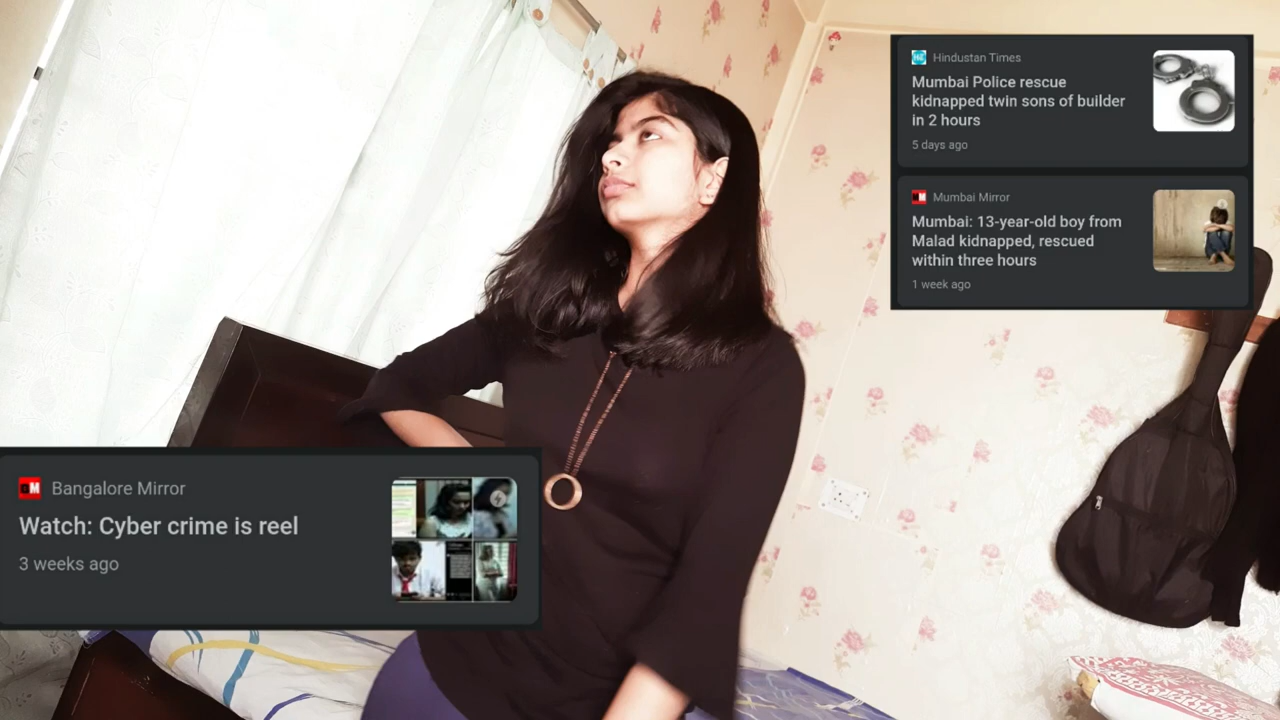 Hindustan Times
Mumbai Police rescue
kidnapped twin sons of builder
in 2 hours
5 days ago
Mumbai Mirror
Mumbai: 13-year-old boy from
Malad kidnapped, rescued
within three hours
1 week ago
Bangalore Mirror
Watch: Cyber crime is reel
3 weeks ago